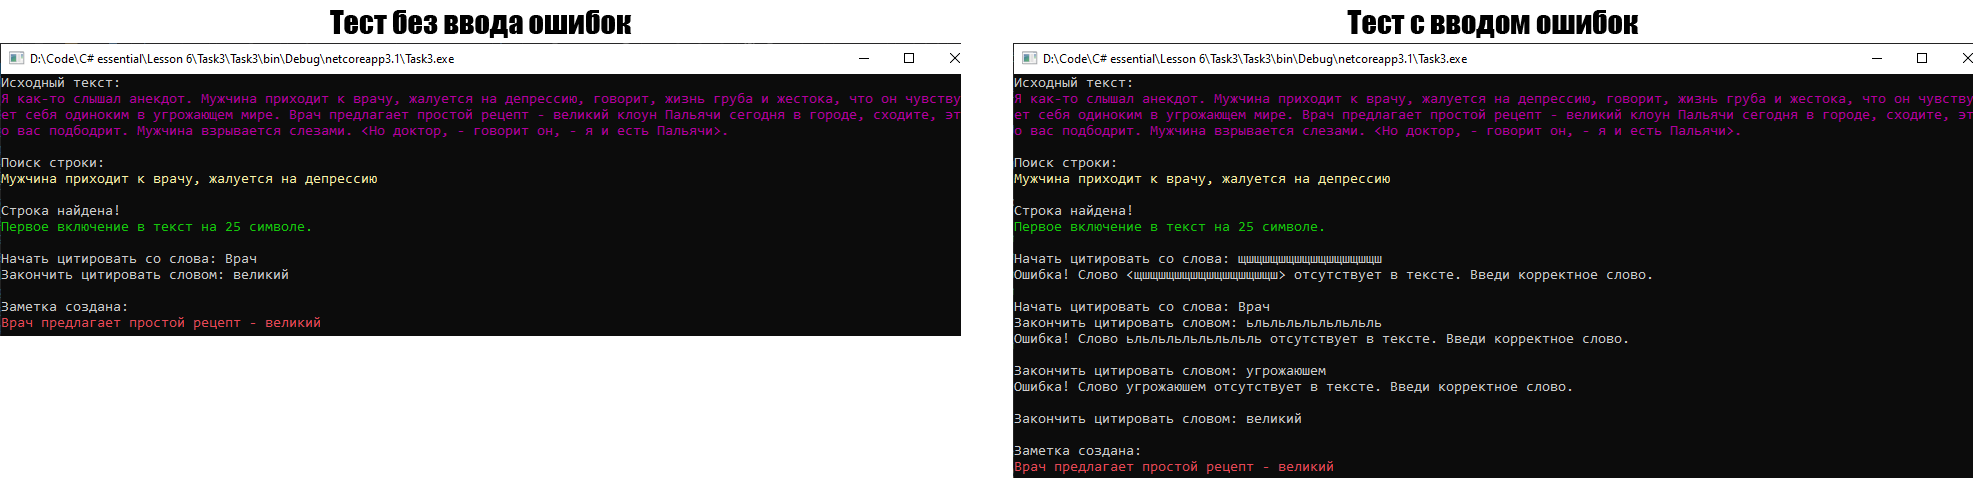 Тест без ввода ошибок
D:\Code\C# essential\Lesson 6\Task3\Task3\bin\Debug\netcoreapp3.1\Task3.exe
Исходный текст:
Я как-то слышал анекдот. Мужчина приходит к врачу, жалуется на депрессию, говорит, жизнь груба и жестока, что он чувству
ет себя одиноким в угрожающем мире. Врач предлагает простой рецепт - великий клоун Пальячи сегодня в городе, сходите, эт
о вас подбодрит. Мужчина взрывается слезами. <Но доктор, - говорит он, - я и есть Пальячи>.
Поиск строки:
Мужчина приходит к врачу, жалуется на депрессию
Строка найдена!
Первое включение в текст на 25 символе.
Начать цитировать со слова: Врач
Закончить цитировать словом: великий
Заметка создана:
Врач предлагает простой рецепт - великий
Тест с вводом ошибок
D:\Code\C# essential\Lesson 6\Task3\Task3\bin\Debug\netcoreapp3.1\Task3.exe
Исходный текст:
Я как-то слышал анекдот. Мужчина приходит к врачу, жалуется на депрессию, говорит, жизнь груба и жестока, что он чувству
ет себя одиноким в угрожающем мире. Врач предлагает простой рецепт - великий клоун Пальячи сегодня в городе, сходите, эт
о вас подбодрит. Мужчина взрывается слезами. <Но доктор, - говорит он, - я и есть Пальячи>.
Поиск строки:
Мужчина приходит к врачу, жалуется на депрессию
Строка найдена!
Первое включение в текст на 25 символе.
Начать цитировать со слова: щшщшщшщшщшщшщшщшщш
Ошибка! Слово <щшщшщшщшщшщшщшщшщш> отсутствует в тексте. Введи корректное слово.
Начать цитировать со слова: Врач
Закончить цитировать словом: ьльльльльльльльль
Ошибка! Слово ьльльльльльльльль отсутствует в тексте. Введи корректное слово.
Закончить цитировать словом: угрожаюшем
Ошибка! Слово угрожаюшем отсутствует в тексте. Введи корректное слово.
Закончить цитировать словом: великий
Заметка создана:
Врач предлагает простой рецепт - великий